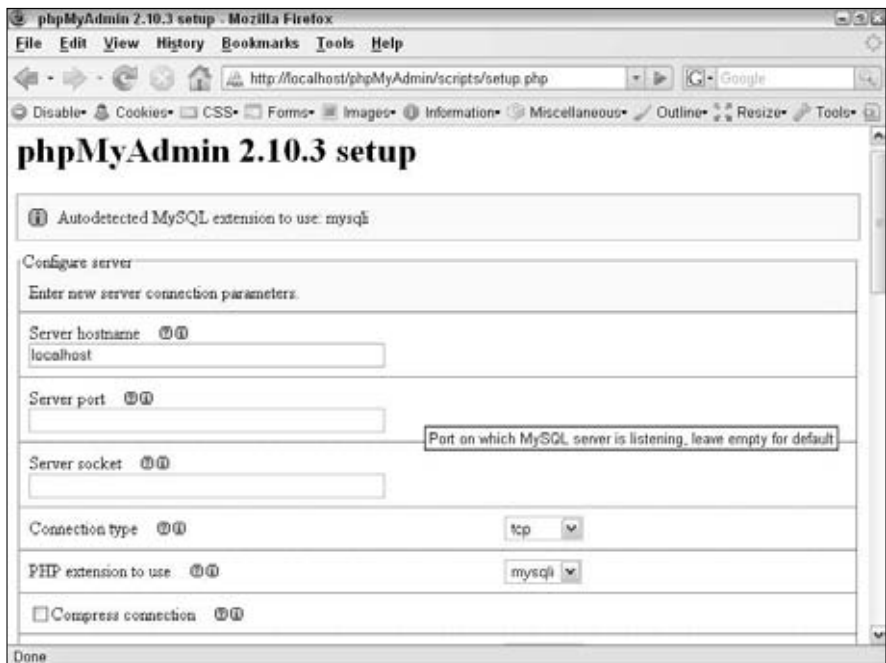 phpMyAdmin 2.10.3 setup - Mozilla Firefox
File Edit View History Bookmarks Tools Help
http://localhost/phpMyAdmin/scripts/setup.php
G Google
Disable Cookies CSS Forms Images Information Miscellaneous Outline Resize Tools
phpMyAdmin 2.10.3 setup
Autodetected MySQL extension to use: mysqli
Configure server
Enter new server connection parameters.
Server hostname
localhost
Server port
Port on which MySQL server is listening, leave empty for default
Server socket
Connection type tcp
PHP extension to use mysqli
Compress connection
Done